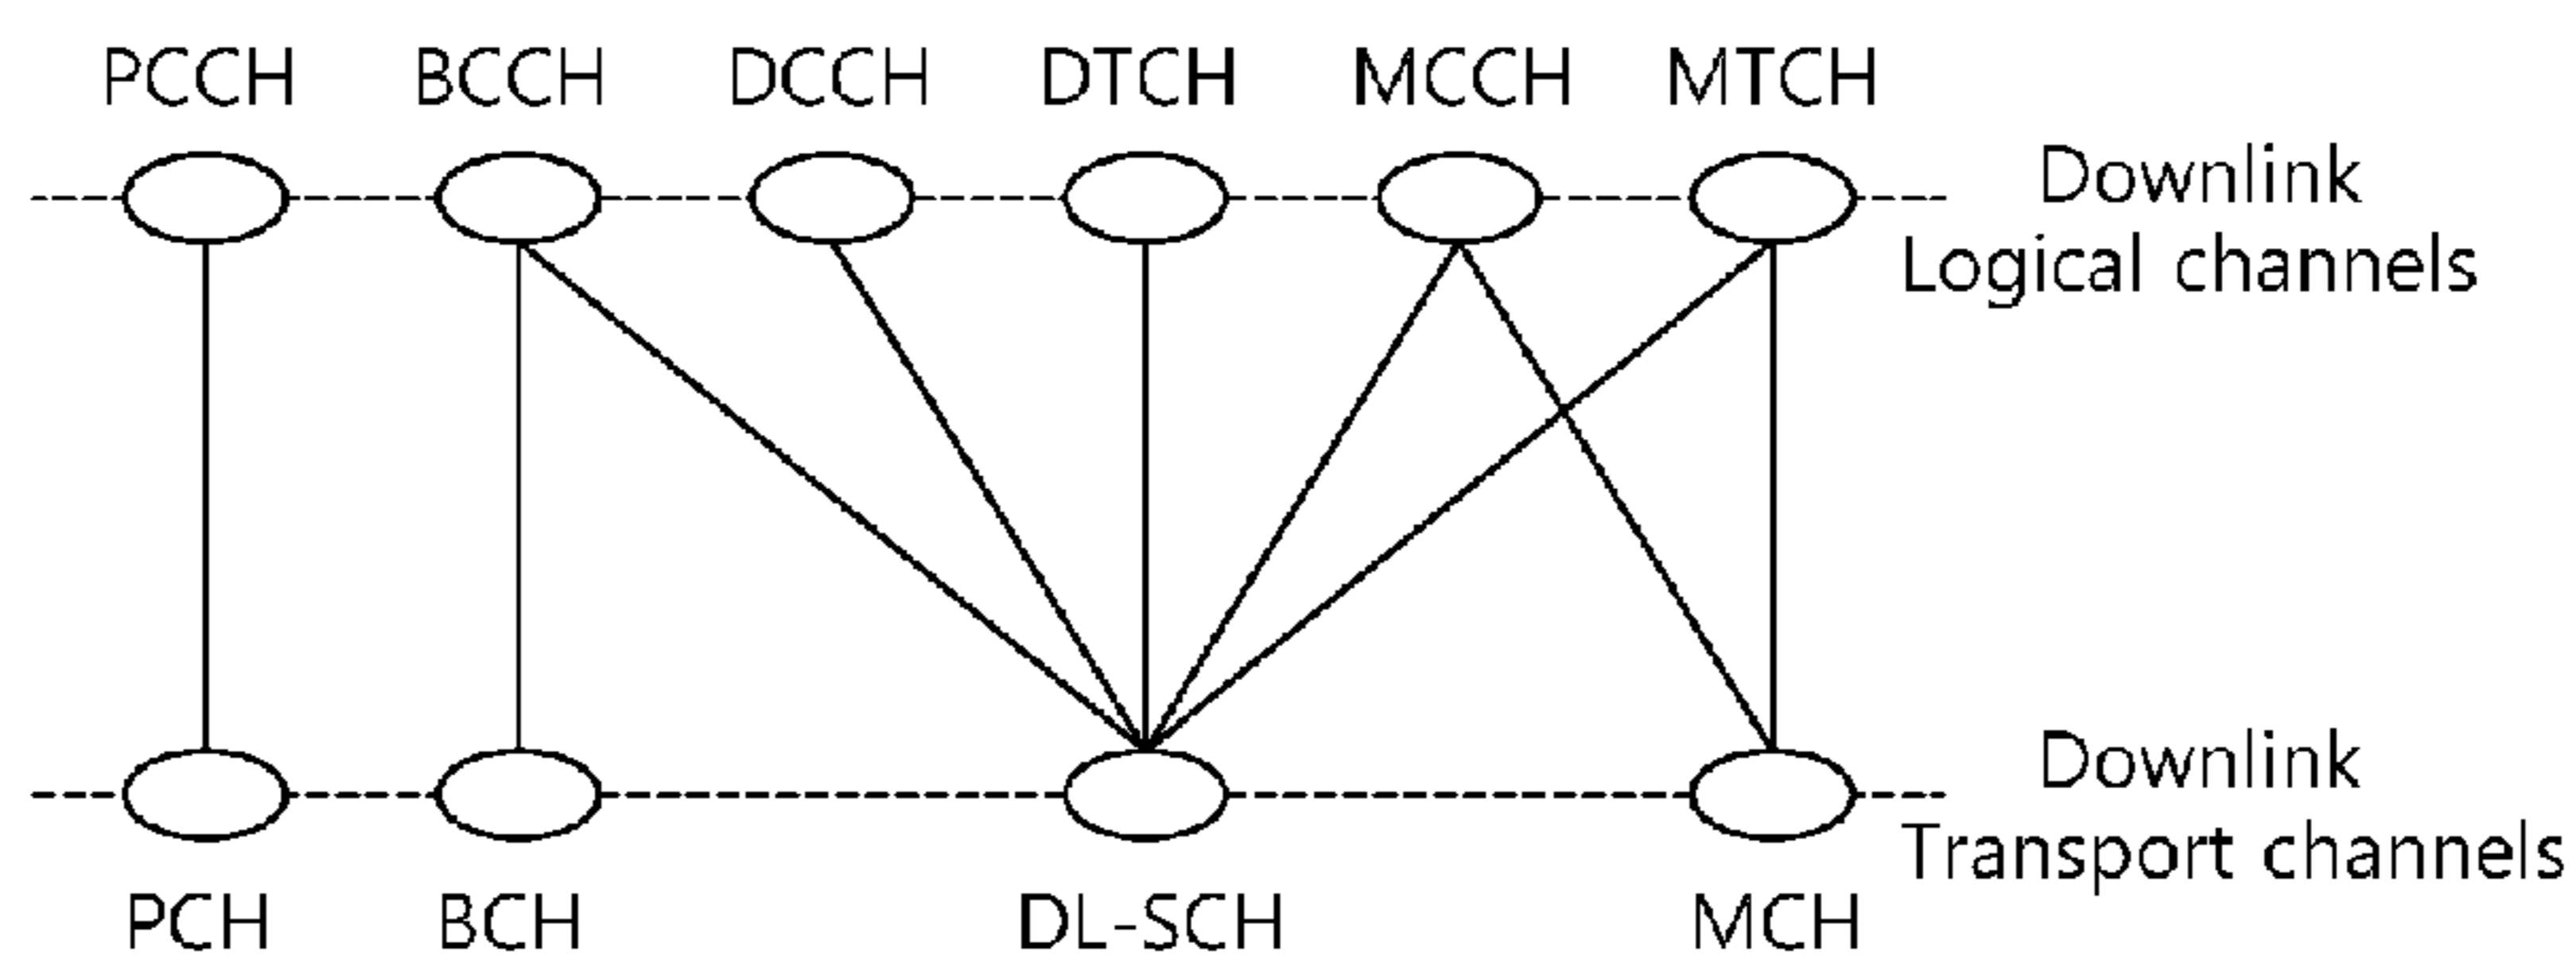 PCCH BCCH DCCH DTCH MCCH MTCH
Downlink
Logical channels
Downlink
Transport channels
PCH BCH DL-SCH MCH